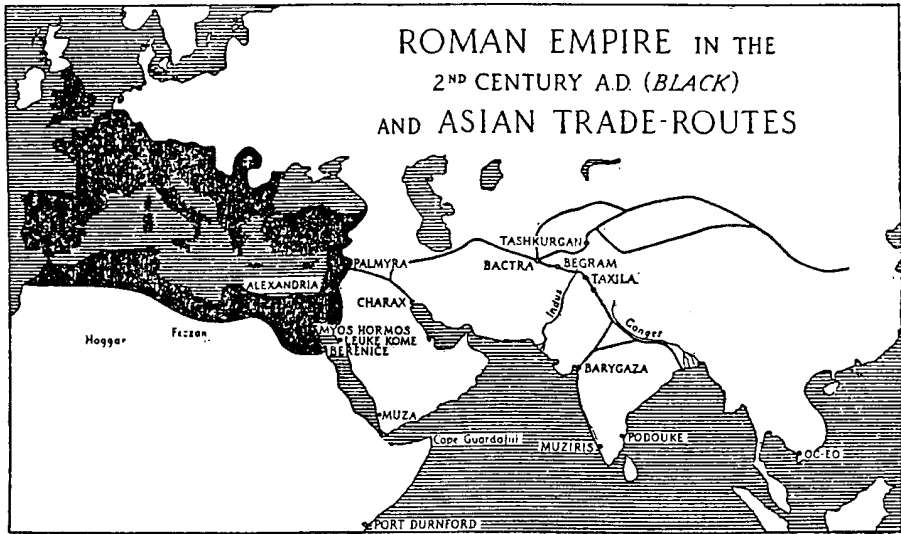 ROMAN EMPIRE IN THE
2ND CENTURY A.D. (BLACK)
AND ASIAN TRADE-ROUTES
TASHKURGAN
PALMYRA
BACTRA
BEGRAM
TAXILA
ALEXANDRIA
CHARAX
Indus
Ganges
MYOS HORMOS
LEUKE KOME
BERENICE
Hoggar
Fezzan
BARYGAZA
MUZA
Cape Guardafui
MUZIRIS
PODOUKE
OC-EO
PORT DURNFORD